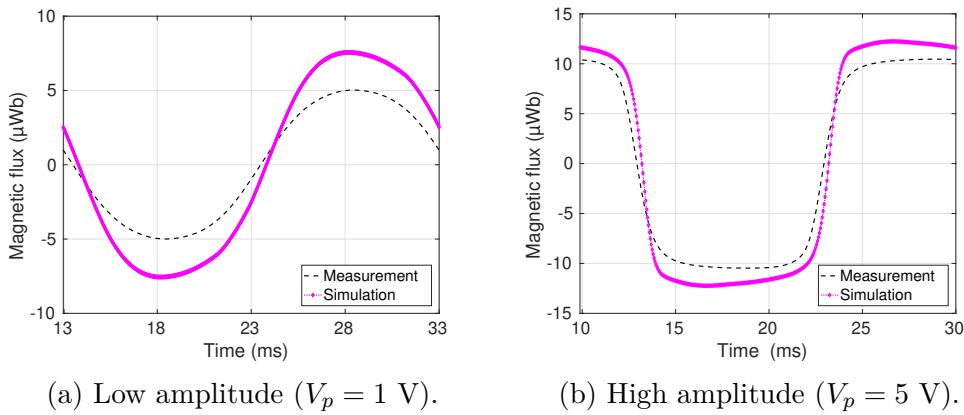 10
5
0
-5
-10
Magnetic flux (μWb)
13
18
23
28
33
Time (ms)
Measurement
Simulation
(a) Low amplitude (Vp = 1 V).
15
10
5
0
-5
-10
-15
Magnetic flux (μWb)
10
15
20
25
30
Time (ms)
Measurement
Simulation
(b) High amplitude (Vp = 5 V).